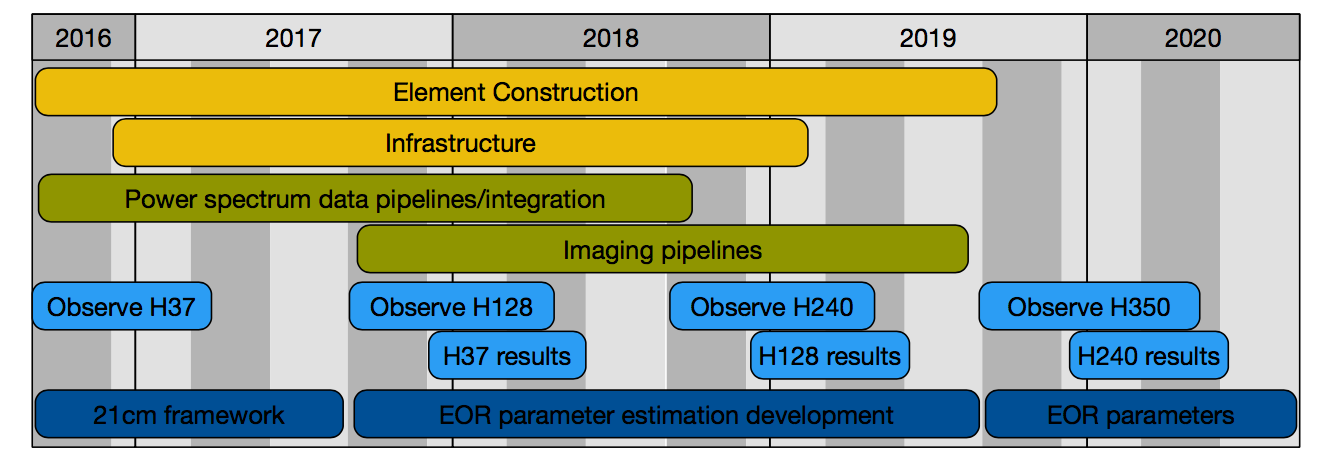 2016 2017 2018 2019 2020
Element Construction
Infrastructure
Power spectrum data pipelines/integration
Imaging pipelines
Observe H37 Observe H128 Observe H240 Observe H350
H37 results H128 results H240 results
21cm framework EOR parameter estimation development EOR parameters